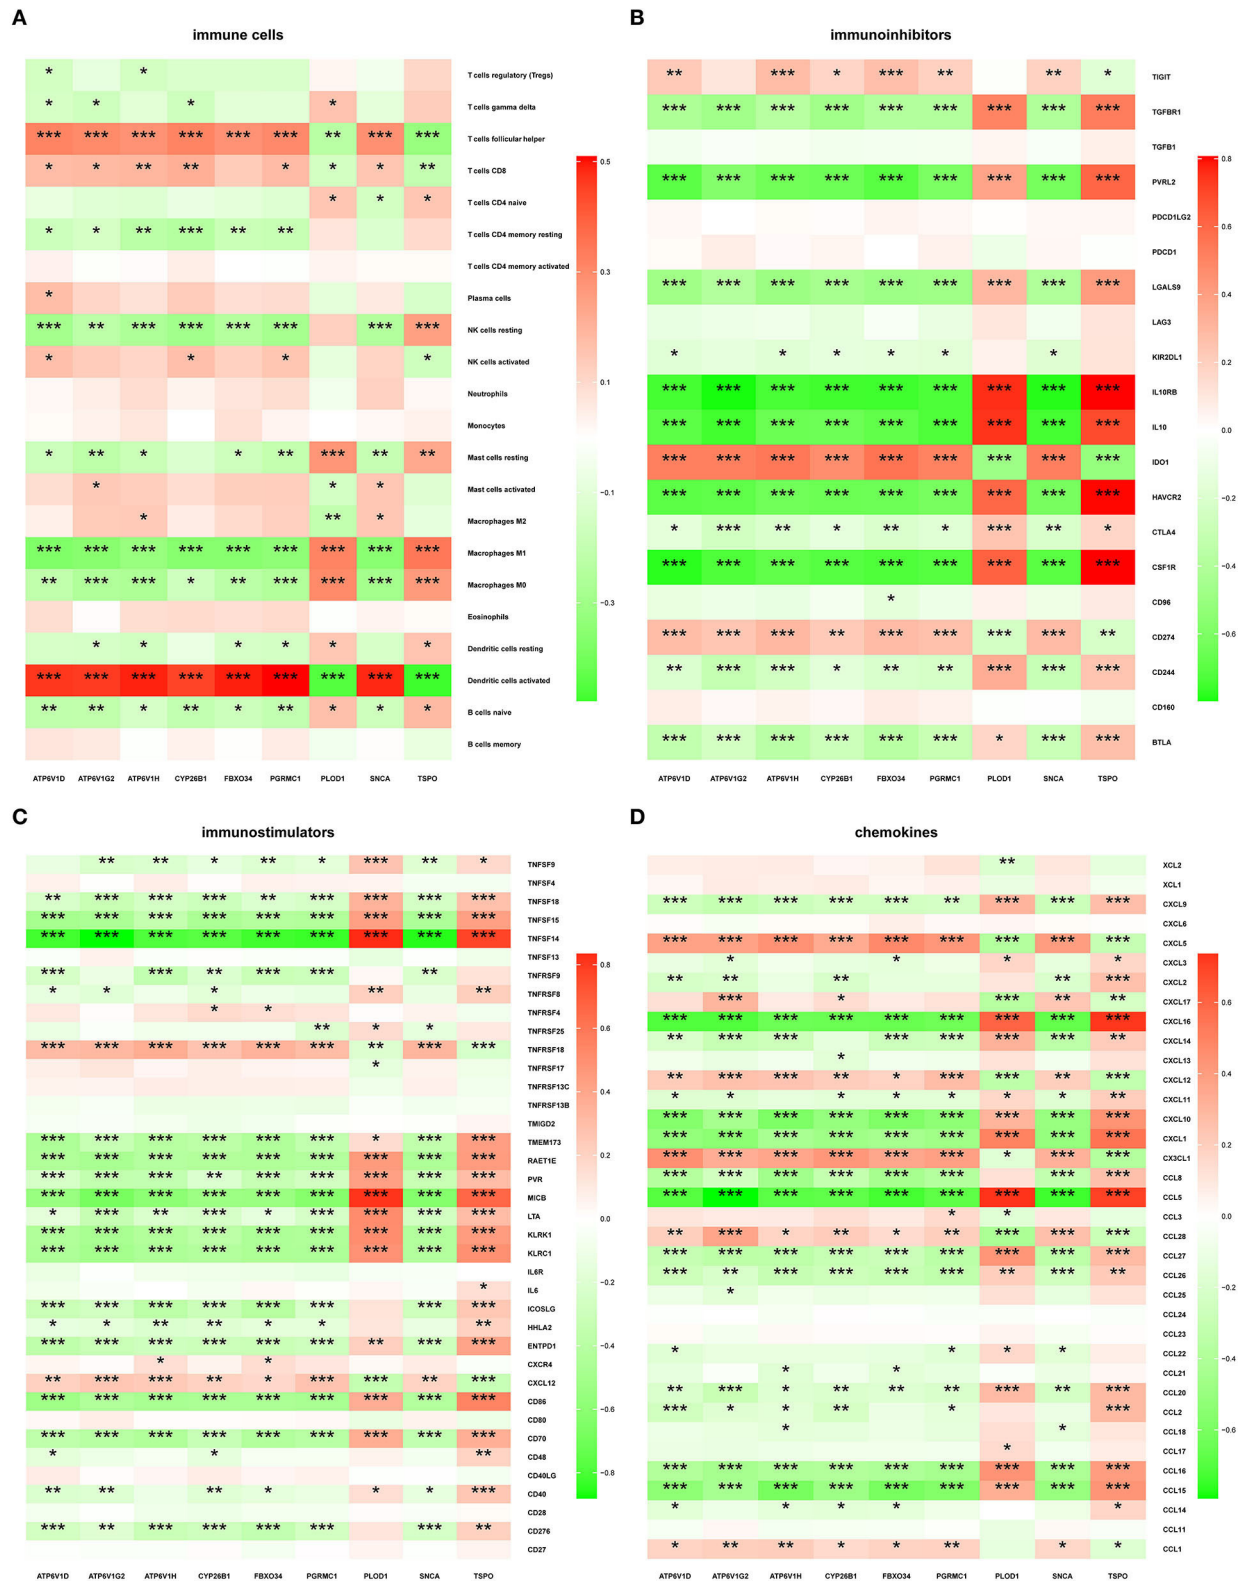 A
immune cells
* * T cells regulatory (Tregs)
* * * * T cells gamma delta
*** *** *** *** *** *** ** *** *** T cells follicular helper
* * ** ** * * * ** T cells CD8
* * * T cells CD4 naive
* * ** *** ** ** T cells CD4 memory resting
T cells CD4 memory activated
* Plasma cells
*** ** *** *** *** *** *** *** NK cells resting
* * * * NK cells activated
Neutrophils
Monocytes
* ** * * ** *** ** ** Mast cells resting
* * * Mast cells activated
* ** * Macrophages M2
*** *** *** *** *** *** *** *** *** Macrophages M1
** *** *** * ** *** *** *** *** Macrophages M0
Eosinophils
* * * * * * Dendritic cells resting
*** *** *** *** *** *** *** *** *** Dendritic cells activated
** ** * ** * ** * * * B cells naive
B cells memory
ATP6V1D ATP6V1G2 ATP6V1H CYP26B1 FBXO34 PGRMC1 PLOD1 SNCA TSPO
0.5
0.3
0.1
−0.1
−0.3
B
immunoinhibitors
** *** * *** ** ** * TIGIT
*** *** *** *** *** *** *** *** *** TGFBR1
TGFB1
*** *** *** *** *** *** *** *** *** PVRL2
PDCD1LG2
PDCD1
*** *** *** *** *** *** *** *** *** LGALS9
LAG3
* * * * * * KIR2DL1
*** *** *** *** *** *** *** *** *** IL10RB
*** *** *** *** *** *** *** *** *** IL10
*** *** *** *** *** *** *** *** *** IDO1
*** *** *** *** *** *** *** *** *** HAVCR2
* *** ** * ** * *** ** * CTLA4
*** *** *** *** *** *** *** *** *** CSF1R
* CD96
*** *** *** ** *** *** *** *** ** CD274
** *** *** * ** ** *** *** *** CD244
CD160
*** *** *** *** *** *** * *** *** BTLA
ATP6V1D ATP6V1G2 ATP6V1H CYP26B1 FBXO34 PGRMC1 PLOD1 SNCA TSPO
0.8
0.6
0.4
0.2
0.0
−0.2
−0.4
−0.6
C
immunostimulators
** ** * ** * *** ** * TNFSF9
TNFSF4
** *** *** *** ** *** *** *** *** TNFSF18
*** *** *** *** *** *** *** *** *** TNFSF15
*** *** *** *** *** *** *** *** *** TNFSF14
TNFSF13
*** *** ** *** *** ** TNFRSF9
* * * ** ** TNFRSF8
* * TNFRSF4
** * * TNFRSF25
*** *** *** *** *** *** ** *** *** TNFRSF18
* TNFRSF17
TNFRSF13C
TNFRSF13B
TMIGD2
*** *** *** *** *** *** * *** *** TMEM173
*** *** *** *** *** *** *** *** *** RAET1E
*** *** *** ** *** *** *** *** *** PVR
*** *** *** *** *** *** *** *** *** MICB
* *** ** *** * *** *** *** *** LTA
*** *** *** *** *** *** *** *** *** KLRK1
*** *** *** *** *** *** *** *** *** KLRC1
IL6R
* IL6
*** *** *** *** *** *** *** *** ICOSLG
* * ** ** * * ** HHLA2
*** *** *** *** *** *** ** *** *** ENTPD1
* * CXCR4
** *** *** ** * *** *** ** *** CXCL12
*** *** *** *** *** *** *** *** *** CD86
CD80
*** *** *** *** *** *** *** *** *** CD70
* * ** CD48
CD40LG
** ** ** * * * *** CD40
CD28
*** ** *** *** *** *** *** ** CD276
CD27
ATP6V1D ATP6V1G2 ATP6V1H CYP26B1 FBXO34 PGRMC1 PLOD1 SNCA TSPO
0.8
0.6
0.4
0.2
0.0
−0.2
−0.4
−0.6
−0.8
D
chemokines
** XCL2
XCL1
*** *** *** *** *** ** *** *** *** CXCL9
CXCL6
*** *** *** *** *** *** *** *** *** CXCL5
* * * * CXCL3
** ** ** ** *** CXCL2
*** * *** ** ** CXCL17
*** *** *** *** *** *** *** *** *** CXCL16
** *** *** *** *** *** *** ** CXCL14
* CXCL13
** *** *** ** * *** *** ** *** CXCL12
* * * * * * * ** CXCL11
*** *** *** *** *** *** *** *** *** CXCL10
*** *** *** *** *** *** *** *** *** CXCL1
*** *** *** *** *** *** * *** *** CX3CL1
*** *** *** *** *** *** *** *** CCL8
*** *** *** *** *** *** *** *** *** CCL5
* * CCL3
** *** * ** * ** *** *** *** CCL28
*** *** *** *** *** *** *** *** *** CCL27
*** ** *** *** *** *** ** *** ** CCL26
* CCL25
CCL24
CCL23
* * * * CCL22
* * CCL21
** *** * ** ** ** *** ** *** CCL20
*** * * ** * *** CCL2
* * CCL18
* CCL17
*** *** *** *** *** *** *** *** *** CCL16
*** *** *** *** *** *** *** *** *** CCL15
* * * * * CCL14
CCL11
* ** ** * * ** * * CCL1
ATP6V1D ATP6V1G2 ATP6V1H CYP26B1 FBXO34 PGRMC1 PLOD1 SNCA TSPO
0.6
0.4
0.2
0.0
−0.2
−0.4
−0.6